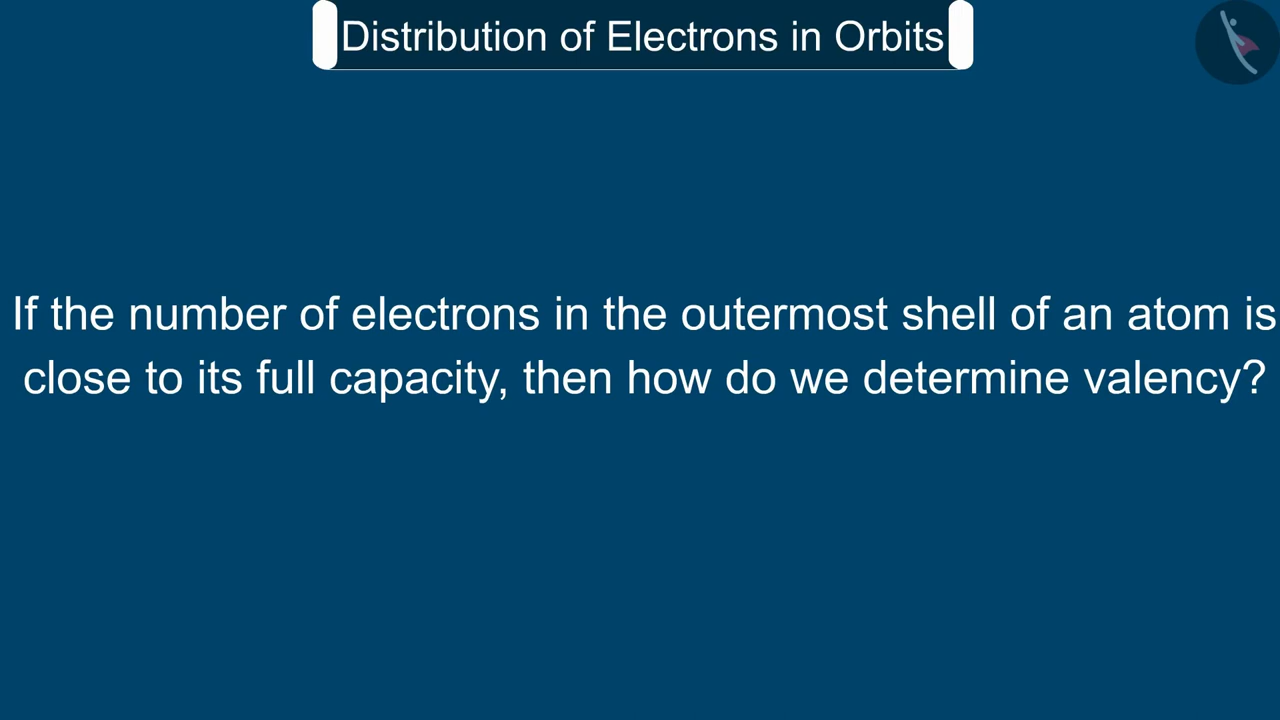 Distribution of Electrons in Orbits
If the number of electrons in the outermost shell of an atom is
close to its full capacity, then how do we determine valency?